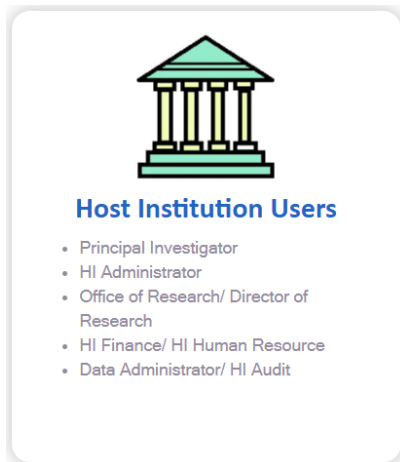 Host Institution Users
• Principal Investigator
• HI Administrator
• Office of Research/ Director of
Research
• HI Finance/ HI Human Resource
• Data Administrator/ HI Audit